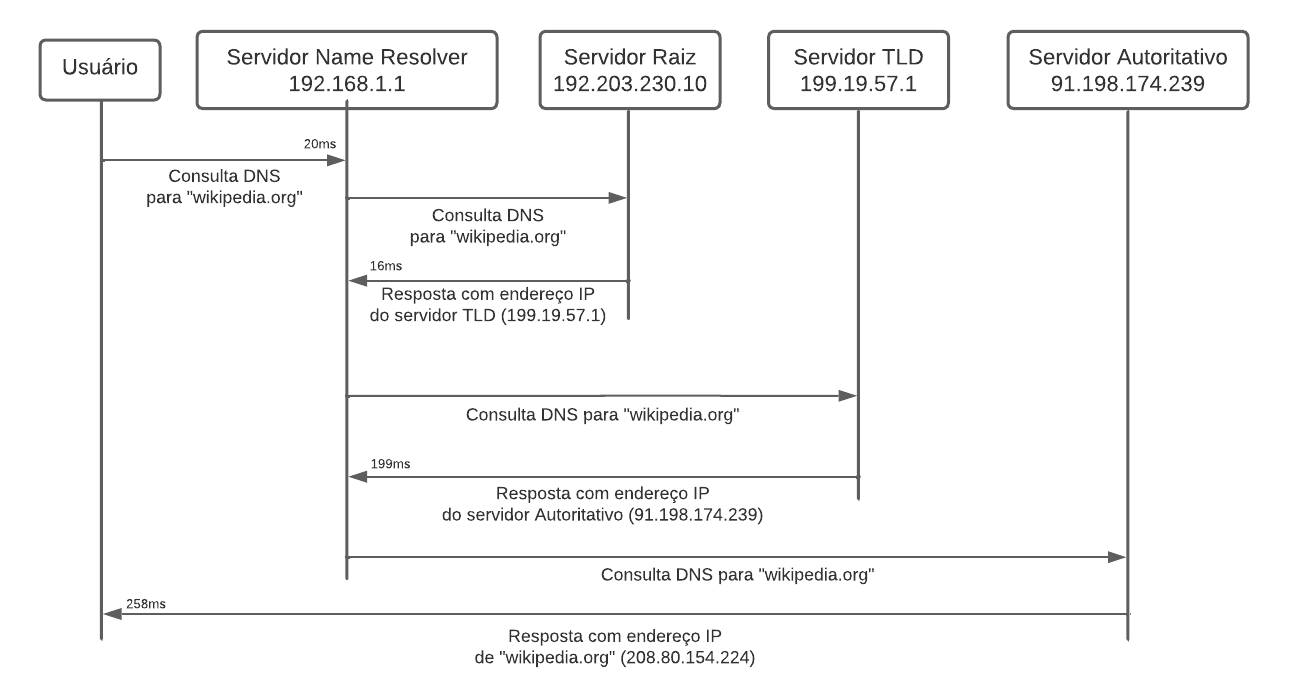 Usuário
Servidor Name Resolver
192.168.1.1
Servidor Raiz
192.203.230.10
Servidor TLD
199.19.57.1
Servidor Autoritativo
91.198.174.239
20ms
Consulta DNS
para "wikipedia.org"
Consulta DNS
para "wikipedia.org"
16ms
Resposta com endereço IP
do servidor TLD (199.19.57.1)
Consulta DNS para "wikipedia.org"
199ms
Resposta com endereço IP
do servidor Autoritativo (91.198.174.239)
Consulta DNS para "wikipedia.org"
258ms
Resposta com endereço IP
de "wikipedia.org" (208.80.154.224)